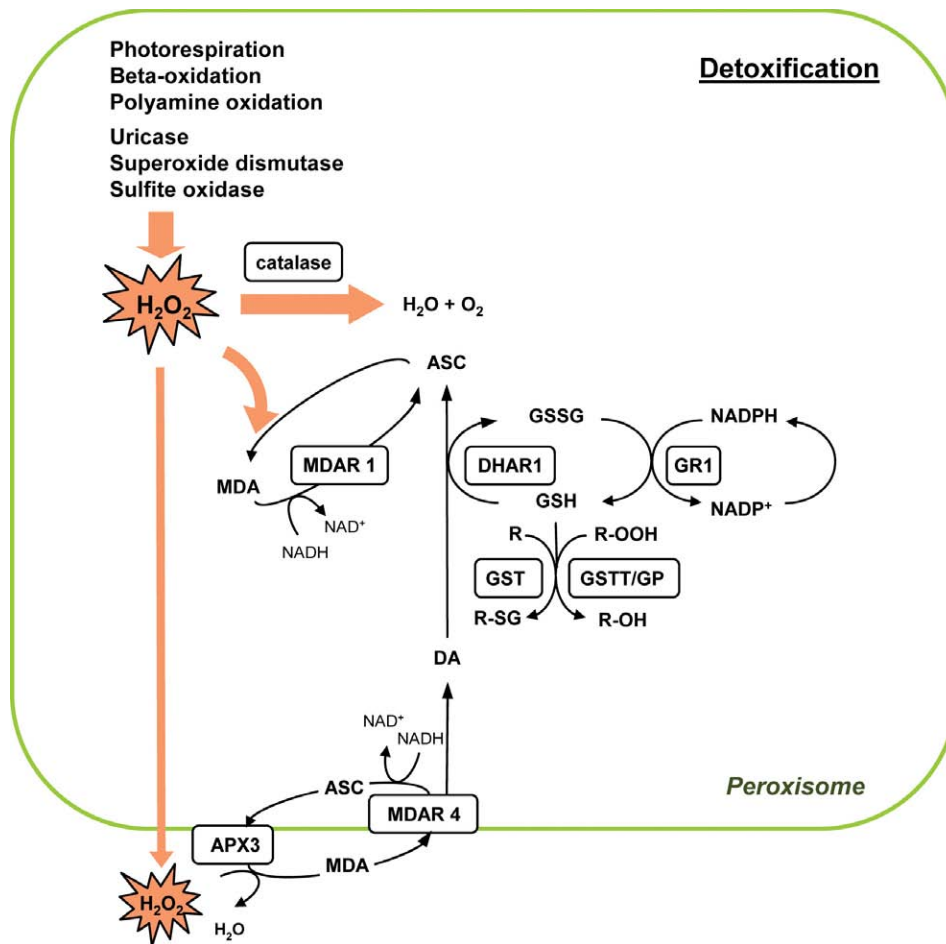 Detoxification
Photorespiration
Beta-oxidation
Polyamine oxidation
Uricase
Superoxide dismutase
Sulfite oxidase
catalase
H₂O₂
H₂O + O₂
ASC
GSSG
NADPH
MDAR 1
DHAR1
GR1
MDA
GSH
NADP⁺
NAD⁺
NADH
R
R-OOH
GST
GSTT/GP
R-SG
R-OH
DA
NAD⁺
NADH
ASC
Peroxisome
MDAR 4
APX3
MDA
H₂O₂
H₂O